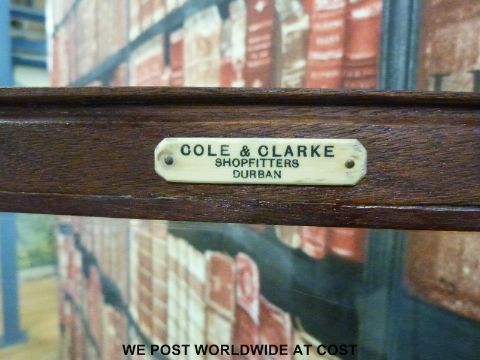 COLE & CLARKE
SHOPFITTERS
DURBAN
WE POST WORLDWIDE AT COST